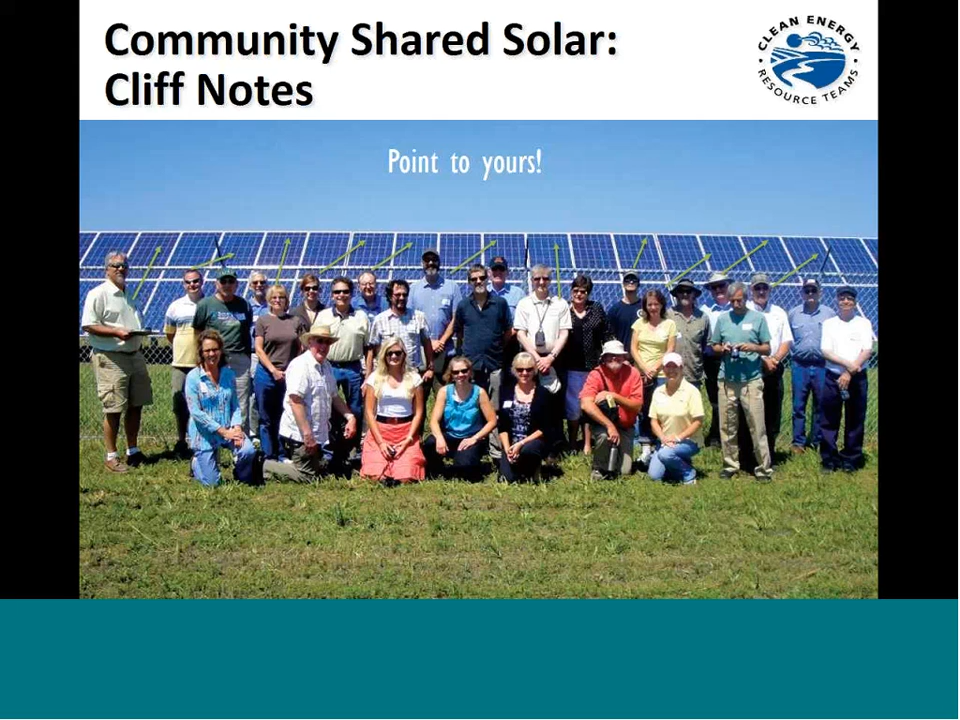 Community Shared Solar:
Cliff Notes
CLEAN ENERGY
• RESOURCE TEAMS •
Point to yours!